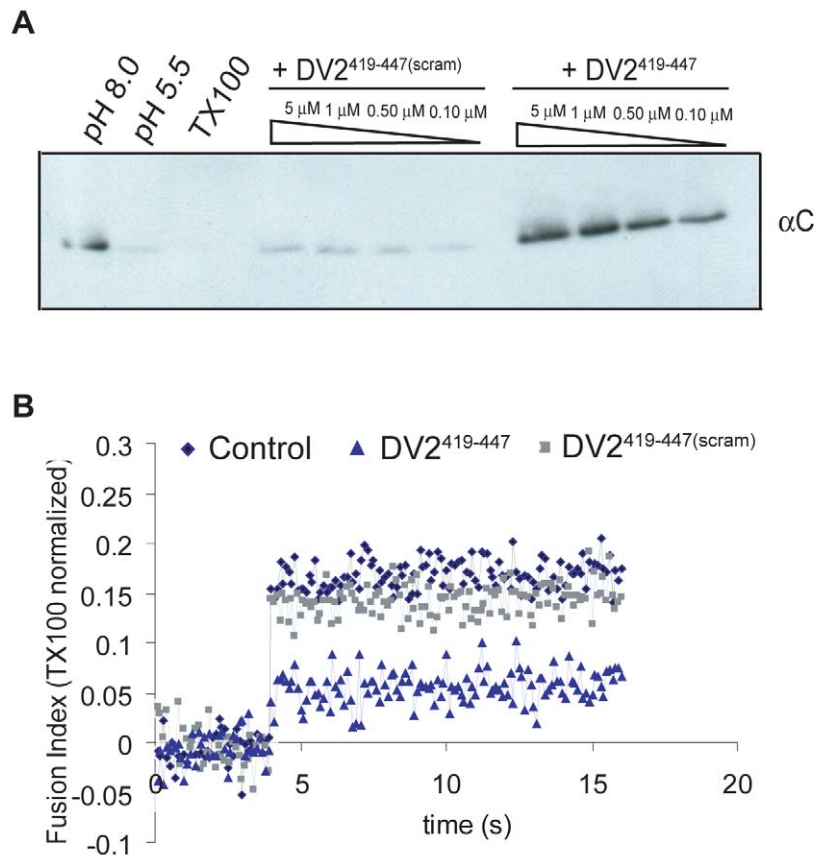 A
pH 8.0
pH 5.5
TX100
+ DV2419-447(scram)
+ DV2419-447
5 μM 1 μM 0.50 μM 0.10 μM
5 μM 1 μM 0.50 μM 0.10 μM
αC
B
Control DV2419-447 DV2419-447(scram)
Fusion Index (TX100 normalized)
0.3
0.25
0.2
0.15
0.1
0.05
0
-0.05
-0.1
0 5 10 15 20
time (s)